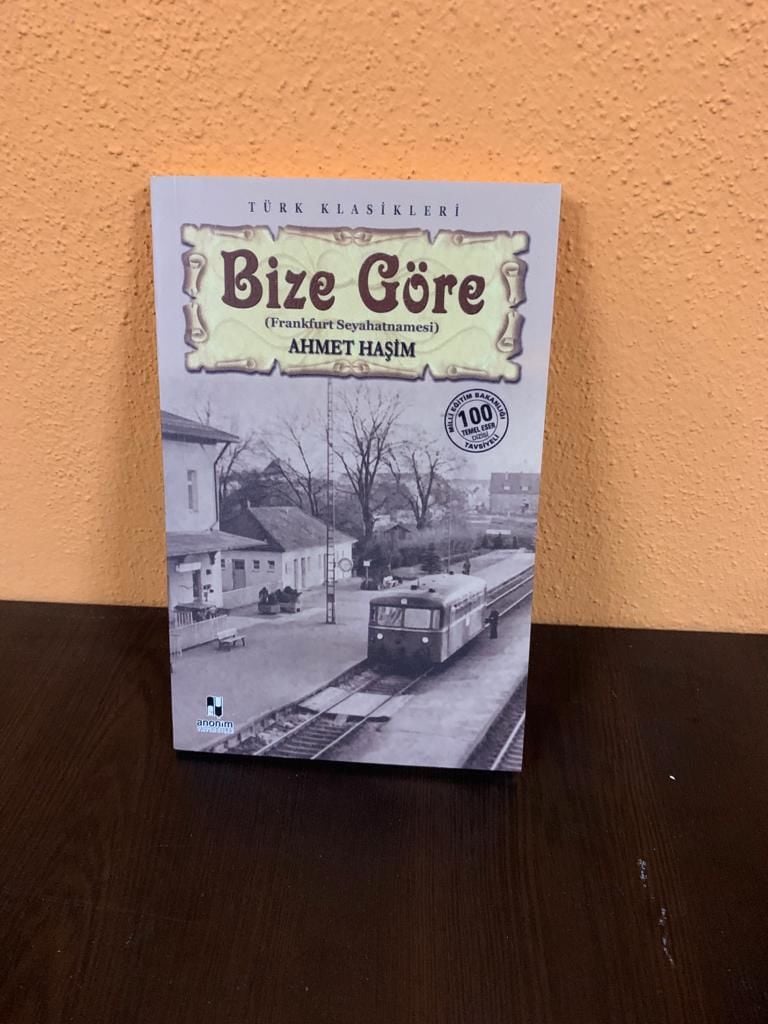 TÜRK KLASİKLERİ
Bize Göre
(Frankfurt Seyahatnamesi)
AHMET HAŞİM
MİLLİ EĞİTİM BAKANLIĞI
100
TEMEL ESER
DİZİSİ
TAVSİYELİ
anonim